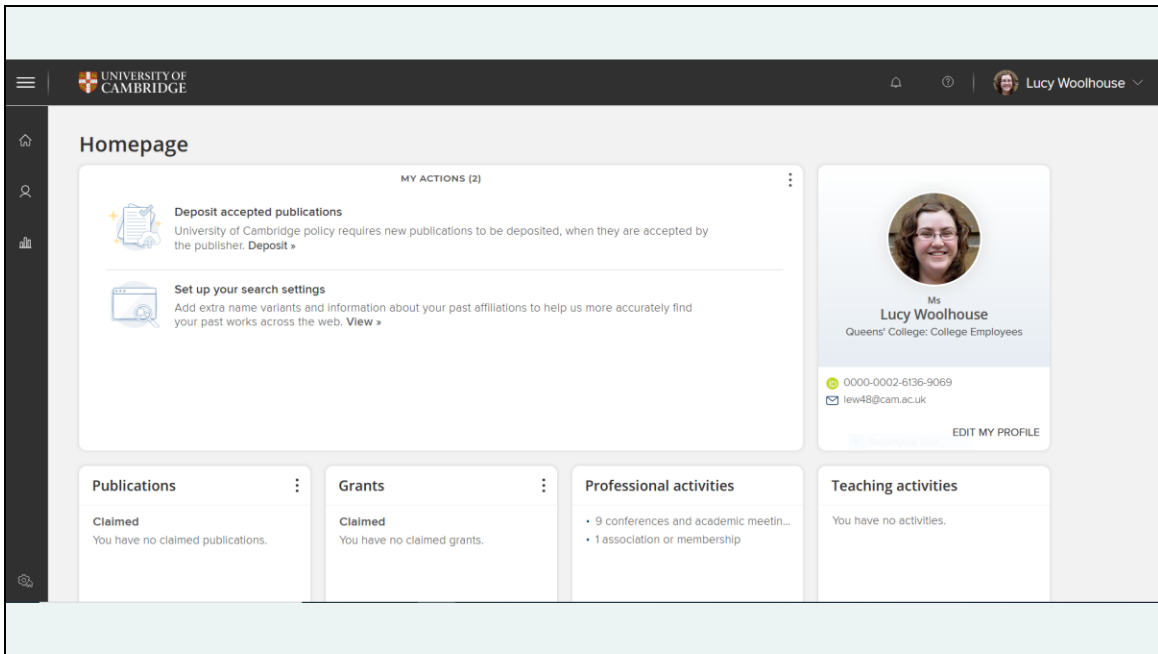 UNIVERSITY OF
CAMBRIDGE
Lucy Woolhouse
Homepage
MY ACTIONS (2)
Deposit accepted publications
University of Cambridge policy requires new publications to be deposited, when they are accepted by
the publisher. Deposit »
Set up your search settings
Add extra name variants and information about your past affiliations to help us more accurately find
your past works across the web. View »
Ms
Lucy Woolhouse
Queens' College: College Employees
iD 0000-0002-6136-9069
lew48@cam.ac.uk
EDIT MY PROFILE
Publications
Claimed
You have no claimed publications.
Grants
Claimed
You have no claimed grants.
Professional activities
• 9 conferences and academic meetin...
• 1 association or membership
Teaching activities
You have no activities.